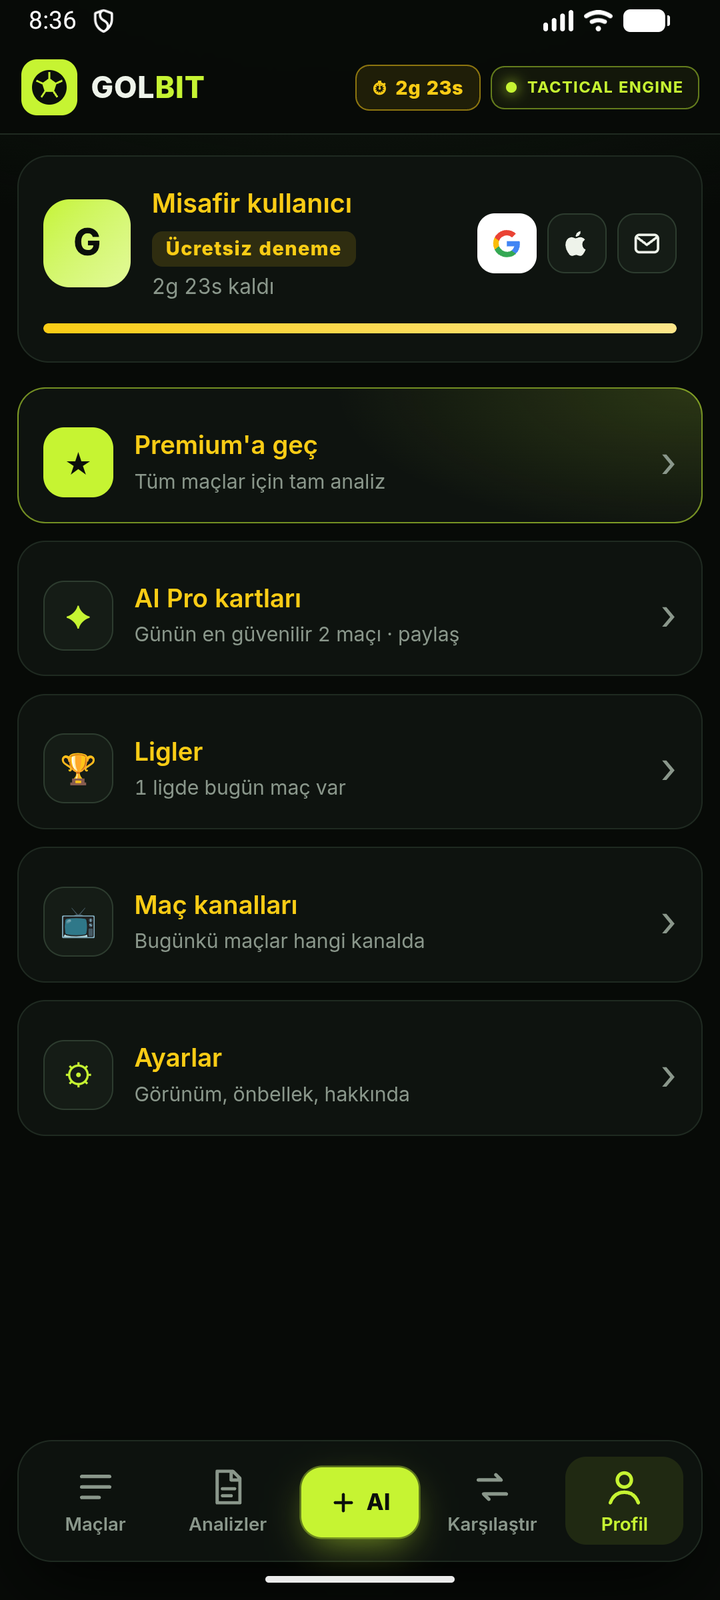 8:36
GOLBIT
2g 23s
TACTICAL ENGINE
G
Misafir kullanıcı
Ücretsiz deneme
2g 23s kaldı
Premium'a geç
Tüm maçlar için tam analiz
AI Pro kartları
Günün en güvenilir 2 maçı · paylaş
Ligler
1 ligde bugün maç var
Maç kanalları
Bugünkü maçlar hangi kanalda
Ayarlar
Görünüm, önbellek, hakkında
Maçlar
Analizler
+ AI
Karşılaştır
Profil